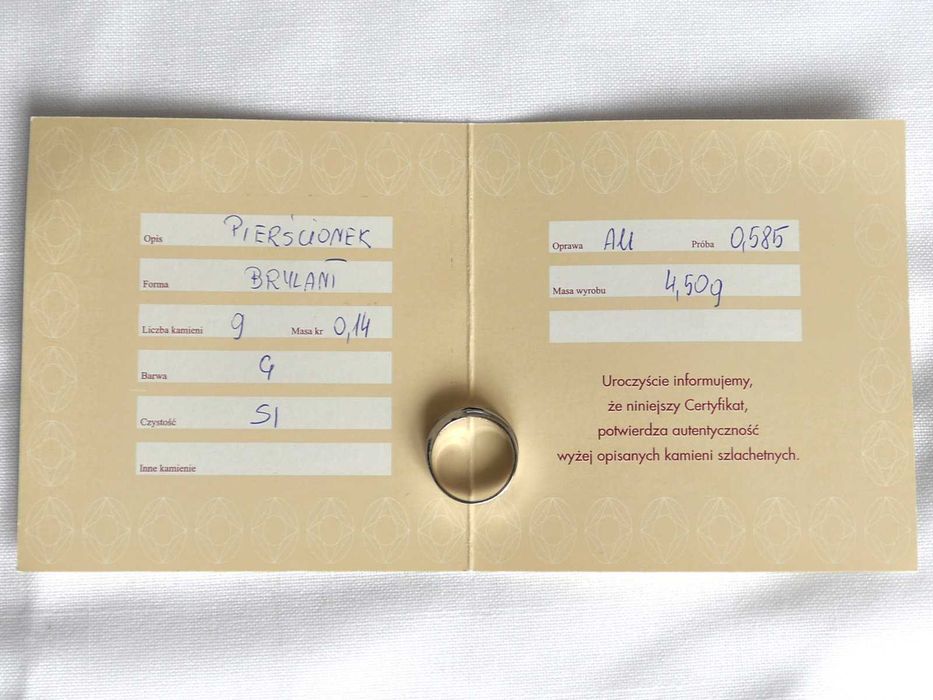 Opis PIERŚCIONEK
Forma BRYLANT
Liczba kamieni 9 Masa kr 0,14
Barwa G
Czystość SI
Inne kamienie
Oprawa AU Próba 0,585
Masa wyrobu 4,50g
Uroczyście informujemy,
że niniejszy Certyfikat,
potwierdza autentyczność
wyżej opisanych kamieni szlachetnych.